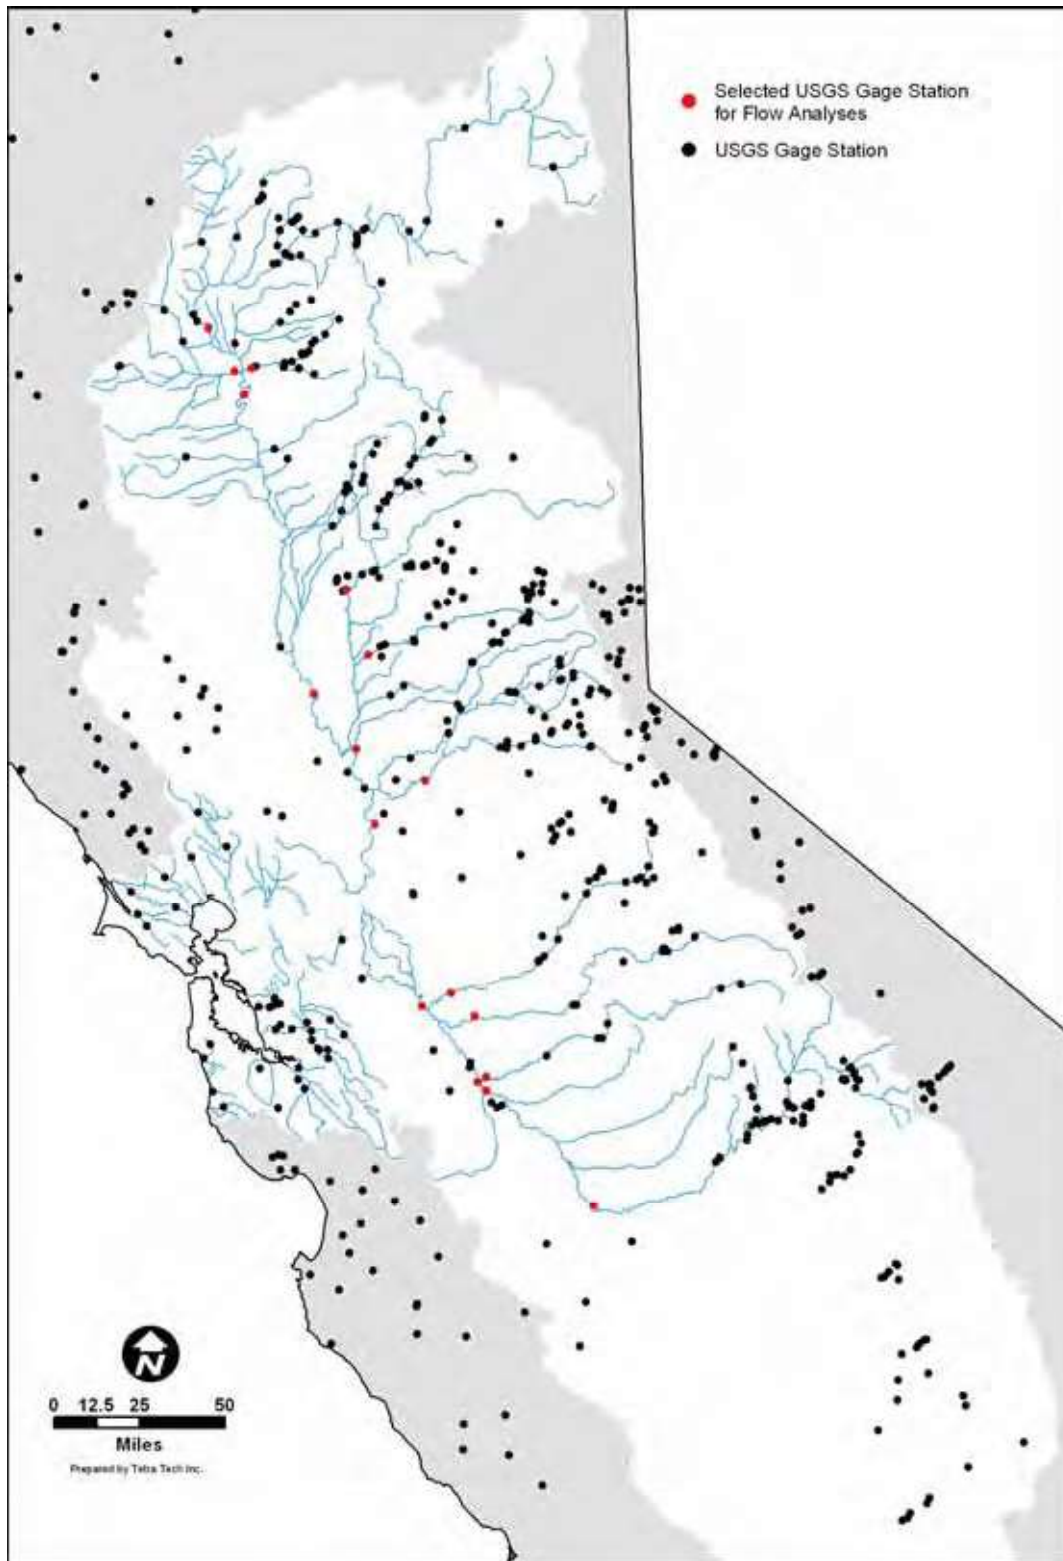 Selected USGS Gage Station
for Flow Analyses
USGS Gage Station
N
0 12.5 25 50
Miles
Prepared by Tetra Tech Inc.